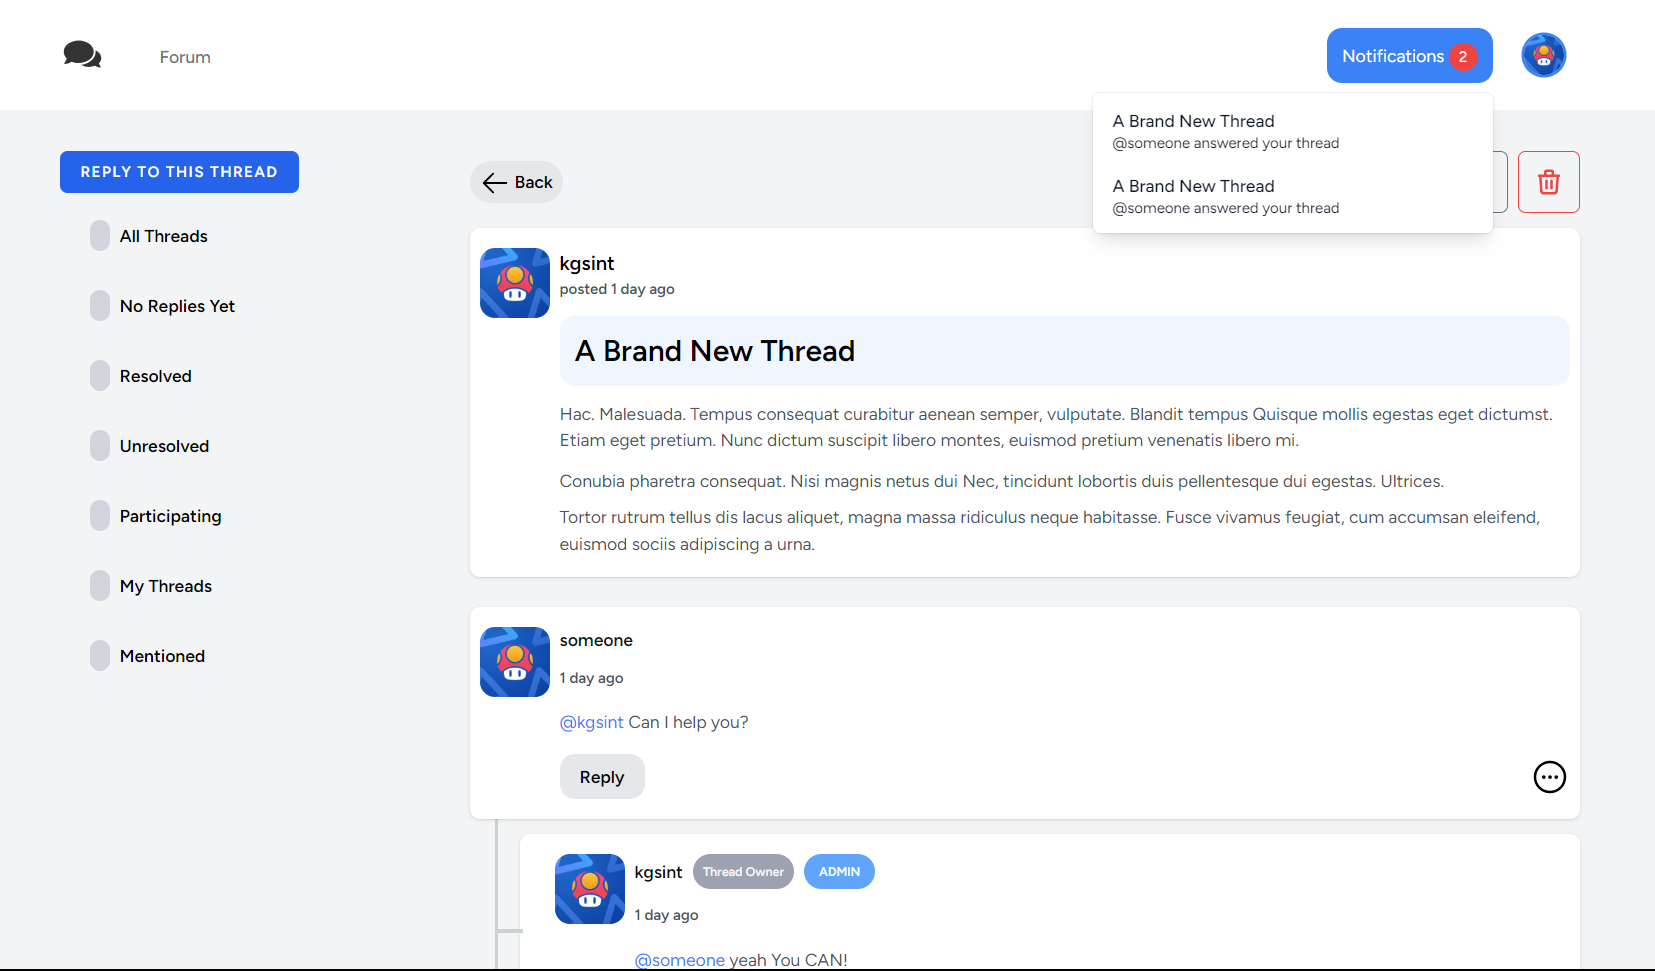 Forum
Notifications 2
A Brand New Thread
@someone answered your thread
A Brand New Thread
@someone answered your thread
REPLY TO THIS THREAD
All Threads
No Replies Yet
Resolved
Unresolved
Participating
My Threads
Mentioned
Back
kgsint
posted 1 day ago
A Brand New Thread
Hac. Malesuada. Tempus consequat curabitur aenean semper, vulputate. Blandit tempus Quisque mollis egestas eget dictumst.
Etiam eget pretium. Nunc dictum suscipit libero montes, euismod pretium venenatis libero mi.
Conubia pharetra consequat. Nisi magnis netus dui Nec, tincidunt lobortis duis pellentesque dui egestas. Ultrices.
Tortor rutrum tellus dis lacus aliquet, magna massa ridiculus neque habitasse. Fusce vivamus feugiat, cum accumsan eleifend,
euismod sociis adipiscing a urna.
someone
1 day ago
@kgsint Can I help you?
Reply
kgsint Thread Owner ADMIN
1 day ago
@someone yeah You CAN!